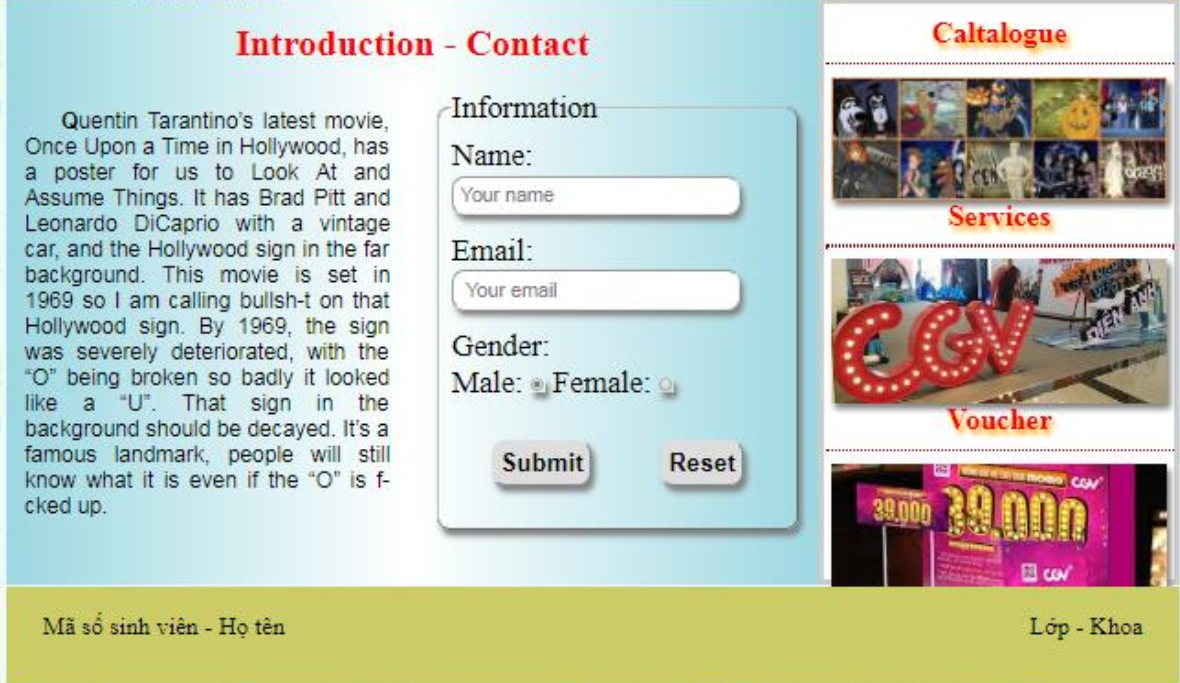 Introduction - Contact
Quentin Tarantino’s latest movie,
Once Upon a Time in Hollywood, has
a poster for us to Look At and
Assume Things. It has Brad Pitt and
Leonardo DiCaprio with a vintage
car, and the Hollywood sign in the far
background. This movie is set in
1969 so I am calling bullsh-t on that
Hollywood sign. By 1969, the sign
was severely deteriorated, with the
“O” being broken so badly it looked
like a “U”. That sign in the
background should be decayed. It’s a
famous landmark, people will still
know what it is even if the “O” is f-
cked up.
Information
Name:
Your name
Email:
Your email
Gender:
Male: Female:
Submit Reset
Caltalogue
Services
CGV
ĐIỆN ẢNH
Voucher
CGV
39.000
39.000
CGV
Mã số sinh viên - Họ tên
Lớp - Khoa